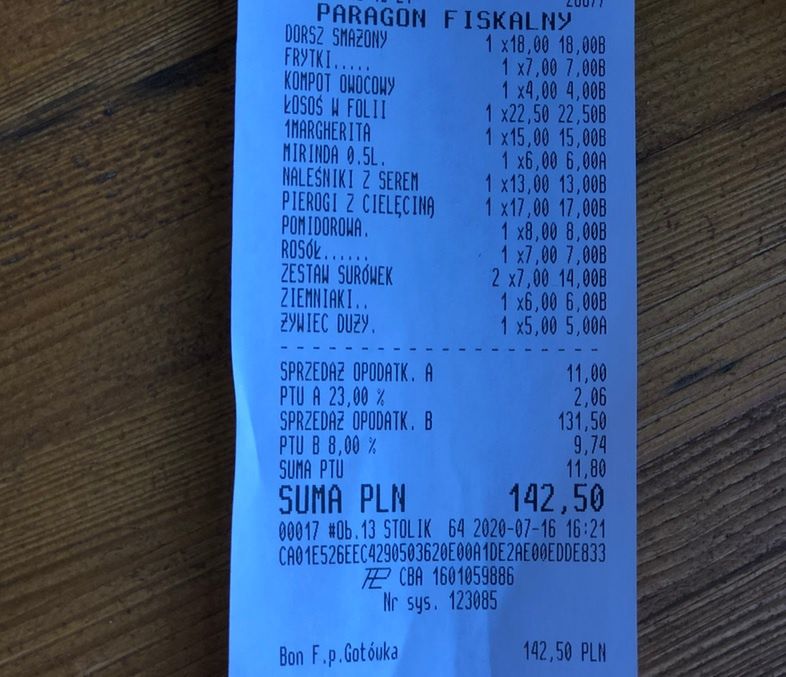 PARAGON FISKALNY
DORSZ SMAŻONY 1 x18,00 18,00B
FRYTKI..... 1 x7,00 7,00B
KOMPOT OWOCOWY 1 x4,00 4,00B
ŁOSOŚ W FOLII 1 x22,50 22,50B
1MARGHERITA 1 x15,00 15,00B
MIRINDA 0.5L. 1 x6,00 6,00A
NALEŚNIKI Z SEREM 1 x13,00 13,00B
PIEROGI Z CIELĘCINĄ 1 x17,00 17,00B
POMIDOROWA. 1 x8,00 8,00B
ROSÓŁ...... 1 x7,00 7,00B
ZESTAW SURÓWEK 2 x7,00 14,00B
ZIEMNIAKI.. 1 x6,00 6,00B
ŻYWIEC DUŻY. 1 x5,00 5,00A
- - - - - - - - - - - - - - - - - - -
SPRZEDAŻ OPODATK. A 11,00
PTU A 23,00 % 2,06
SPRZEDAŻ OPODATK. B 131,50
PTU B 8,00 % 9,74
SUMA PTU 11,80
SUMA PLN 142,50
00017 #Ob.13 STOLIK 64 2020-07-16 16:21
CA01E526EEC4290503620E00A1DE2AE00EDDE833
CBA 1601059886
Nr sys. 123085
Bon F.p.Gotówka 142,50 PLN